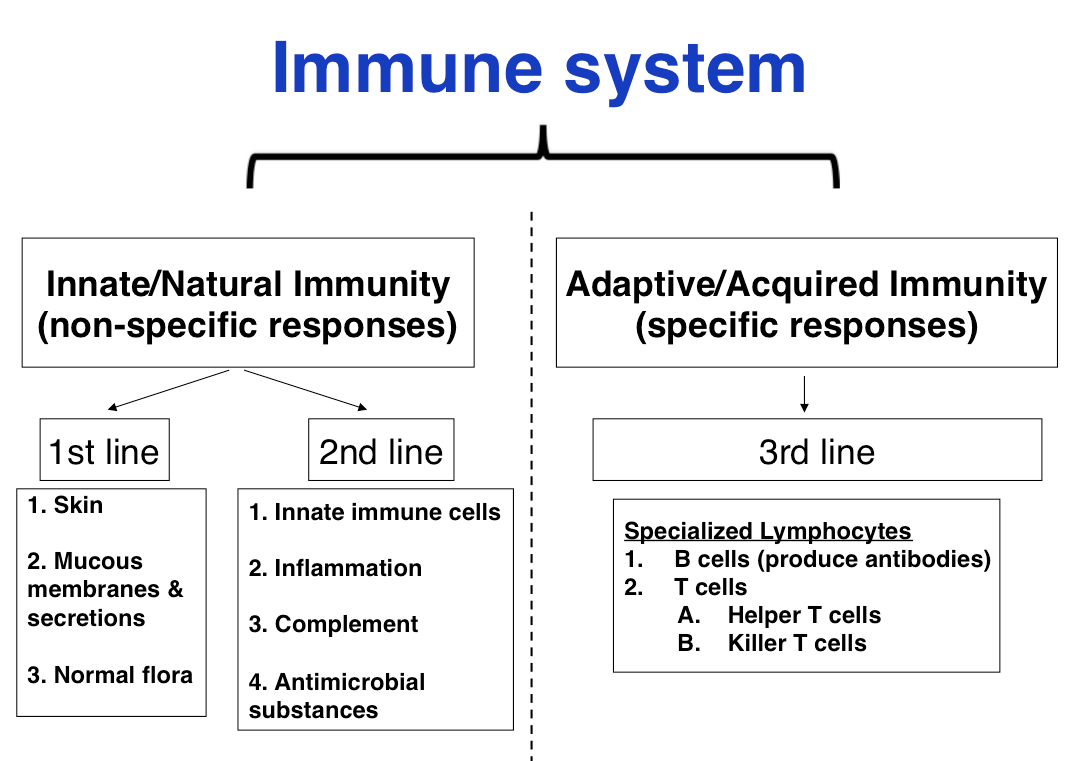 Immune system
Innate/Natural Immunity
(non-specific responses)
Adaptive/Acquired Immunity
(specific responses)
1st line
2nd line
3rd line
1. Skin
2. Mucous
membranes &
secretions
3. Normal flora
1. Innate immune cells
2. Inflammation
3. Complement
4. Antimicrobial
substances
Specialized Lymphocytes
1. B cells (produce antibodies)
2. T cells
A. Helper T cells
B. Killer T cells